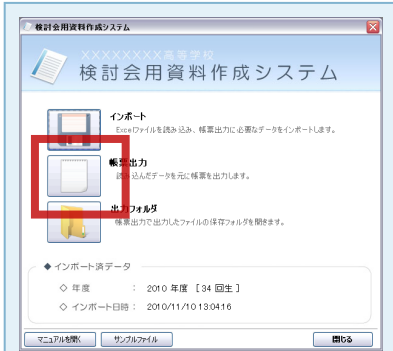 検討会用資料作成システム
XXXXXXXX高等学校
検討会用資料作成システム
インポート
Excelファイルを読み込み、帳票出力に必要なデータをインポートします。
帳票出力
読み込んだデータを元に帳票を出力します。
出力フォルダ
帳票出力で出力したファイルの保存フォルダを開きます。
◆ インポート済データ
◇ 年度 : 2010 年度 [ 34 回生 ]
◇ インポート日時 : 2010/11/10 13:04:16
マニュアルを開く サンプルファイル 閉じる